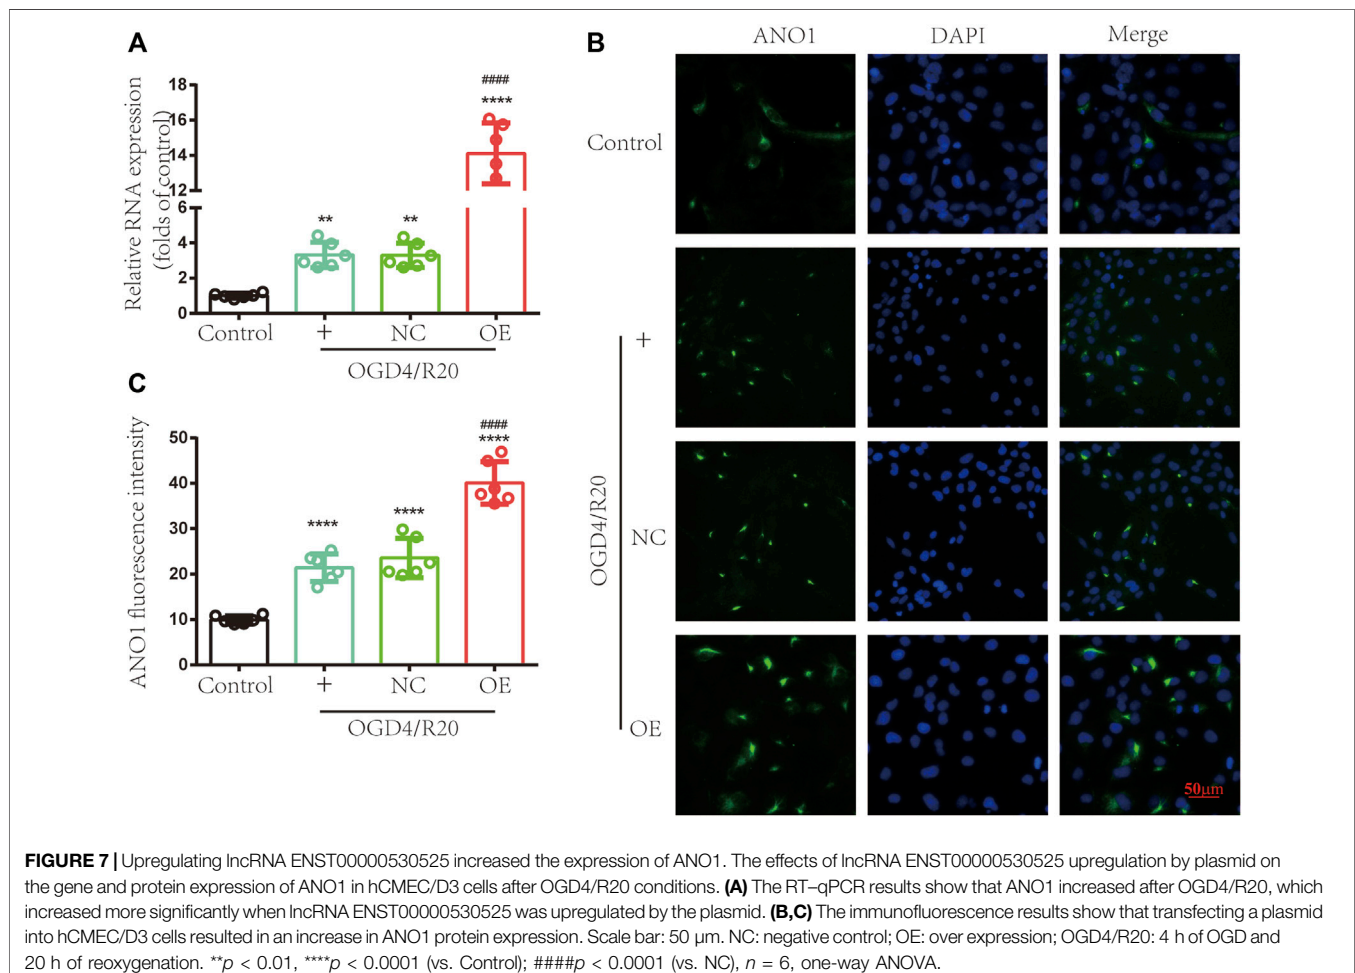 A
Relative RNA expression
(folds of control)
18
16
14
12
6
4
2
0
**
**
####
****
Control
+
NC
OE
OGD4/R20
B
ANO1
DAPI
Merge
Control
+
NC
OE
OGD4/R20
50μm
C
ANO1 fluorescence intensity
50
40
30
20
10
0
****
****
####
****
Control
+
NC
OE
OGD4/R20
FIGURE 7 | Upregulating lncRNA ENST00000530525 increased the expression of ANO1. The effects of lncRNA ENST00000530525 upregulation by plasmid on
the gene and protein expression of ANO1 in hCMEC/D3 cells after OGD4/R20 conditions. (A) The RT–qPCR results show that ANO1 increased after OGD4/R20, which
increased more significantly when lncRNA ENST00000530525 was upregulated by the plasmid. (B,C) The immunofluorescence results show that transfecting a plasmid
into hCMEC/D3 cells resulted in an increase in ANO1 protein expression. Scale bar: 50 μm. NC: negative control; OE: over expression; OGD4/R20: 4 h of OGD and
20 h of reoxygenation. **p < 0.01, ****p < 0.0001 (vs. Control); ####p < 0.0001 (vs. NC), n = 6, one-way ANOVA.